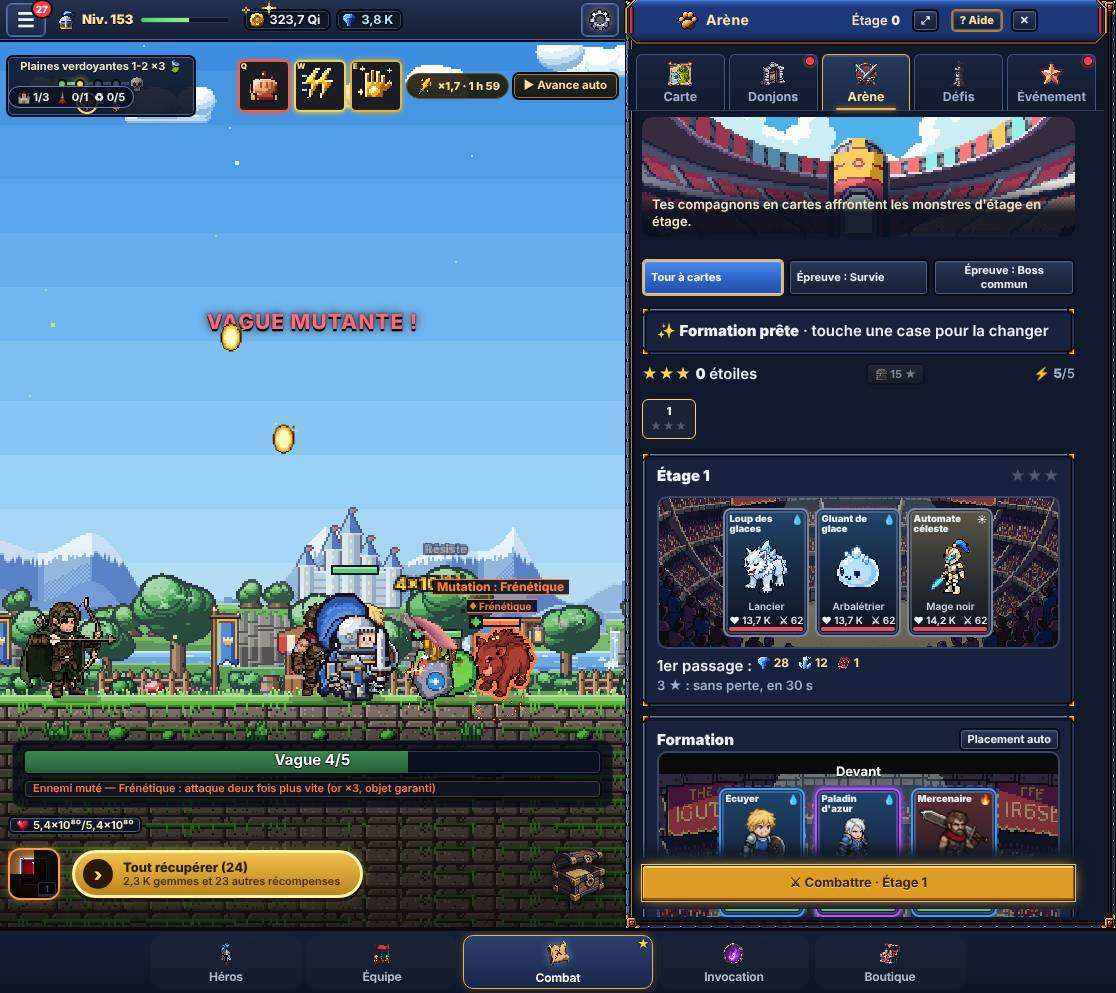 27
Niv. 153
323,7 Qi
3,8 K
Arène
Étage 0
? Aide
Plaines verdoyantes 1-2 ×3
1/3
0/1
0/5
Q
W
E
×1,7 · 1 h 59
Avance auto
Carte
Donjons
Arène
Défis
Événement
Tes compagnons en cartes affrontent les monstres d'étage en
étage.
Tour à cartes
Épreuve : Survie
Épreuve : Boss
commun
VAGUE MUTANTE !
Formation prête · touche une case pour la changer
0 étoiles
15
5/5
1
Étage 1
Loup des
glaces
Gluant de
glace
Automate
céleste
Lancier
Arbalétrier
Mage noir
13,7 K
62
13,7 K
62
14,2 K
62
1er passage :
28
12
1
3 ★ : sans perte, en 30 s
Résiste
Mutation : Frénétique
Frénétique
Formation
Placement auto
Devant
Écuyer
Paladin
d'azur
Mercenaire
Combattre · Étage 1
Vague 4/5
Ennemi muté — Frénétique : attaque deux fois plus vite (or ×3, objet garanti)
5,4×10⁸⁰/5,4×10⁸⁰
1
Tout récupérer (24)
2,3 K gemmes et 23 autres récompenses
Héros
Équipe
Combat
Invocation
Boutique